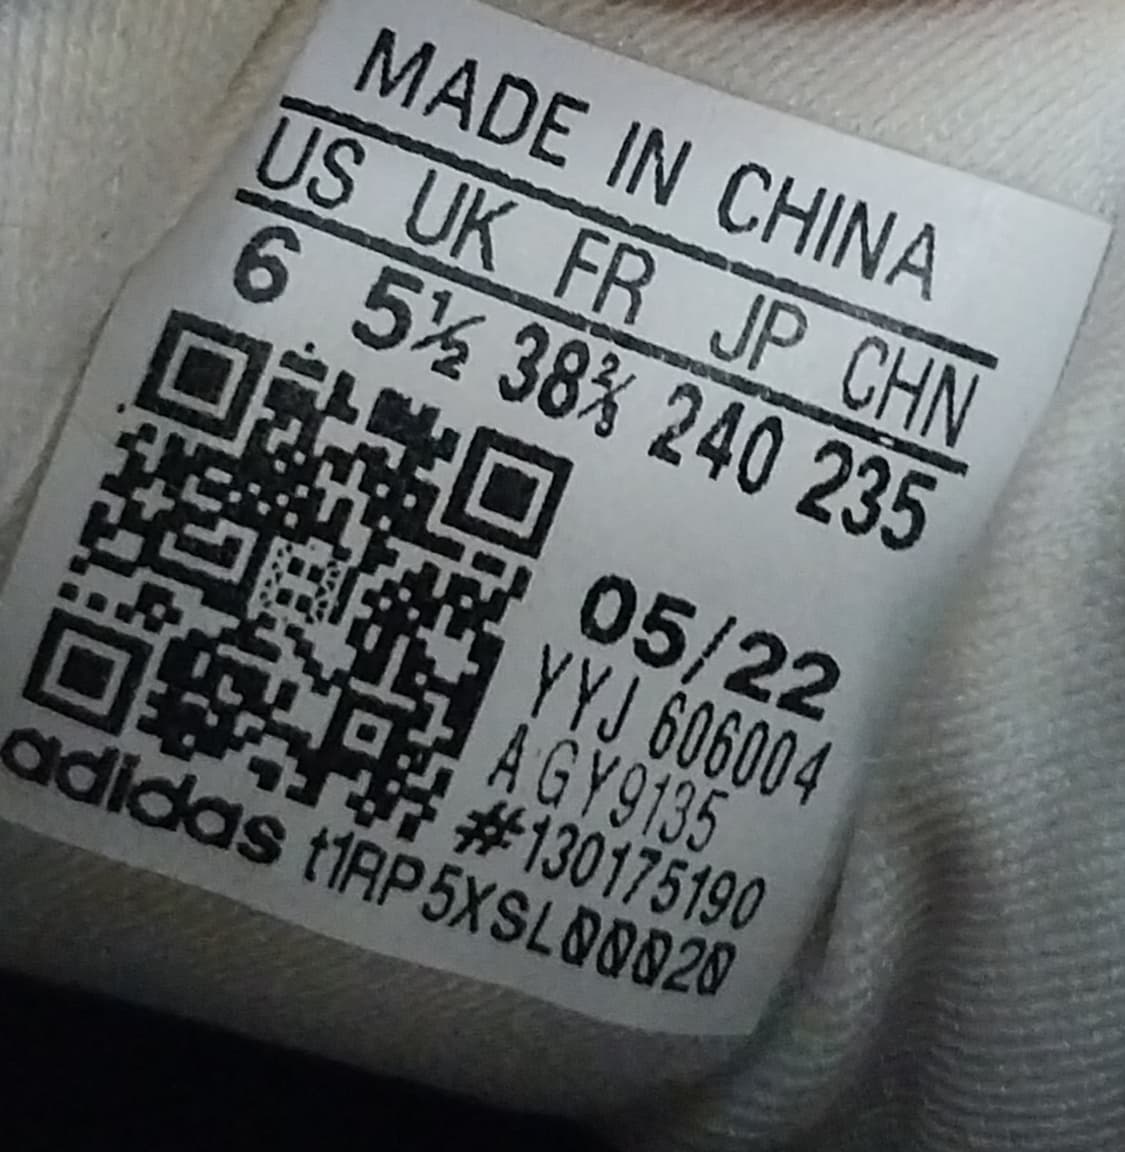 MADE IN CHINA
US UK FR JP CHN
6 5½ 38⅔ 240 235
05/22
YYJ 606004
A GY9135
#130175190
adidas t1RP5XSL00020